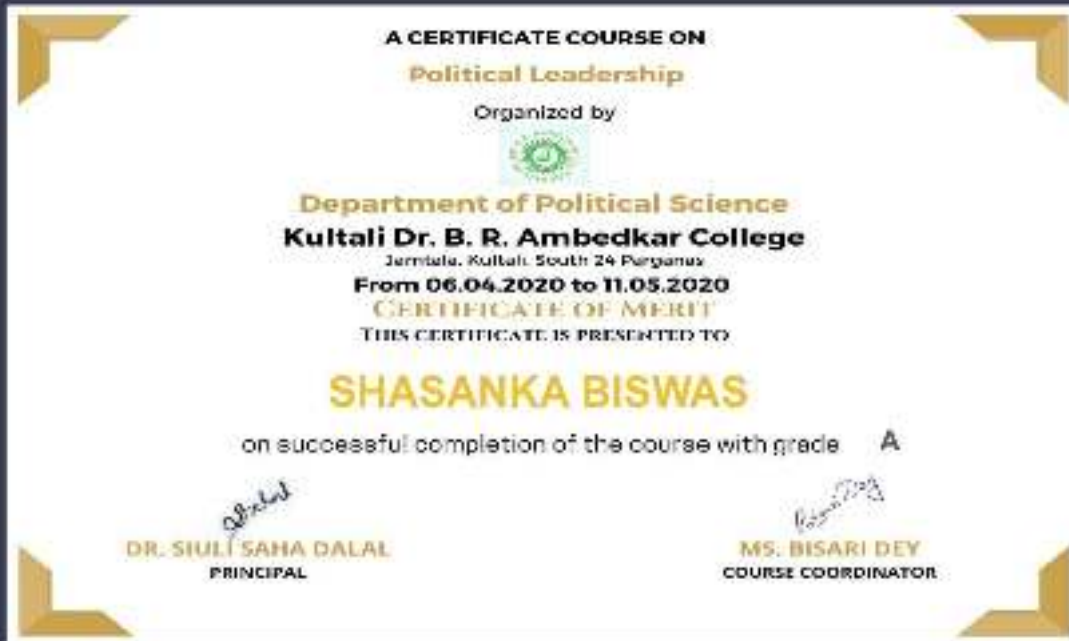 A CERTIFICATE COURSE ON
Political Leadership
Organized by
Department of Political Science
Kultali Dr. B. R. Ambedkar College
Jamtala, Kultali, South 24 Parganas
From 06.04.2020 to 11.05.2020
CERTIFICATE OF MERIT
THIS CERTIFICATE IS PRESENTED TO
SHASANKA BISWAS
on successful completion of the course with grade A
DR. SIULI SAHA DALAL
PRINCIPAL
MS. BISARI DEY
COURSE COORDINATOR